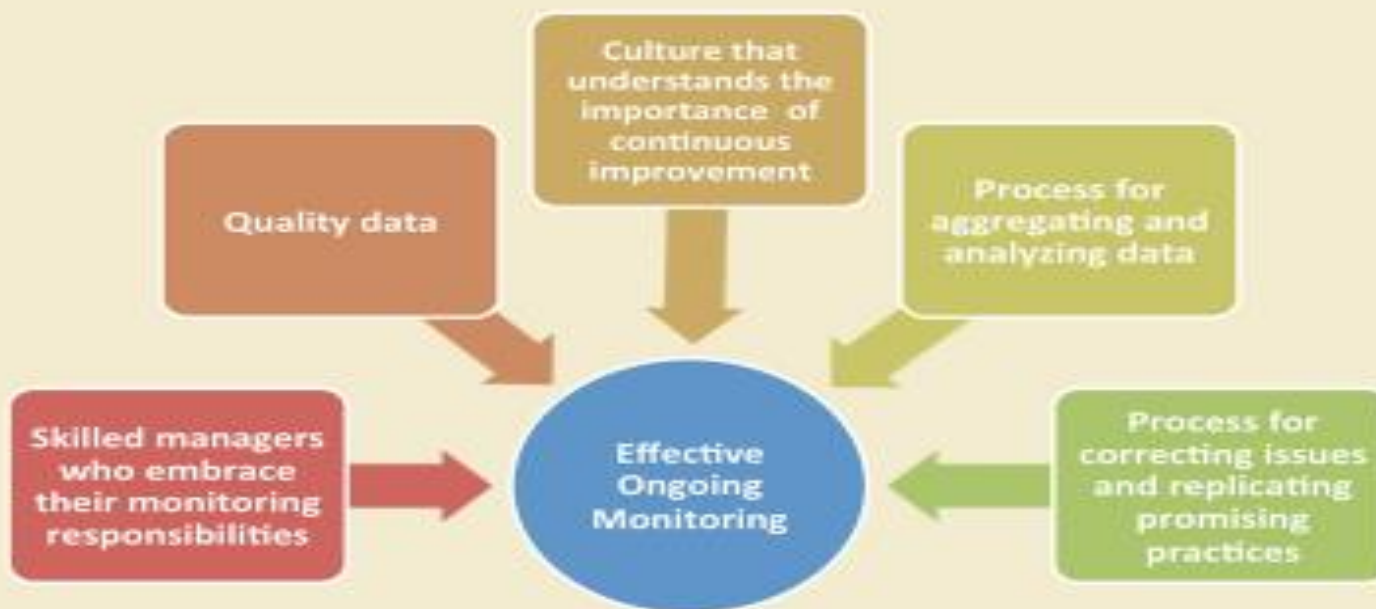 Culture that
understands the
importance of
continuous
improvement
Quality data
Process for
aggregating and
analyzing data
Skilled managers
who embrace
their monitoring
responsibilities
Effective
Ongoing
Monitoring
Process for
correcting issues
and replicating
promising
practices